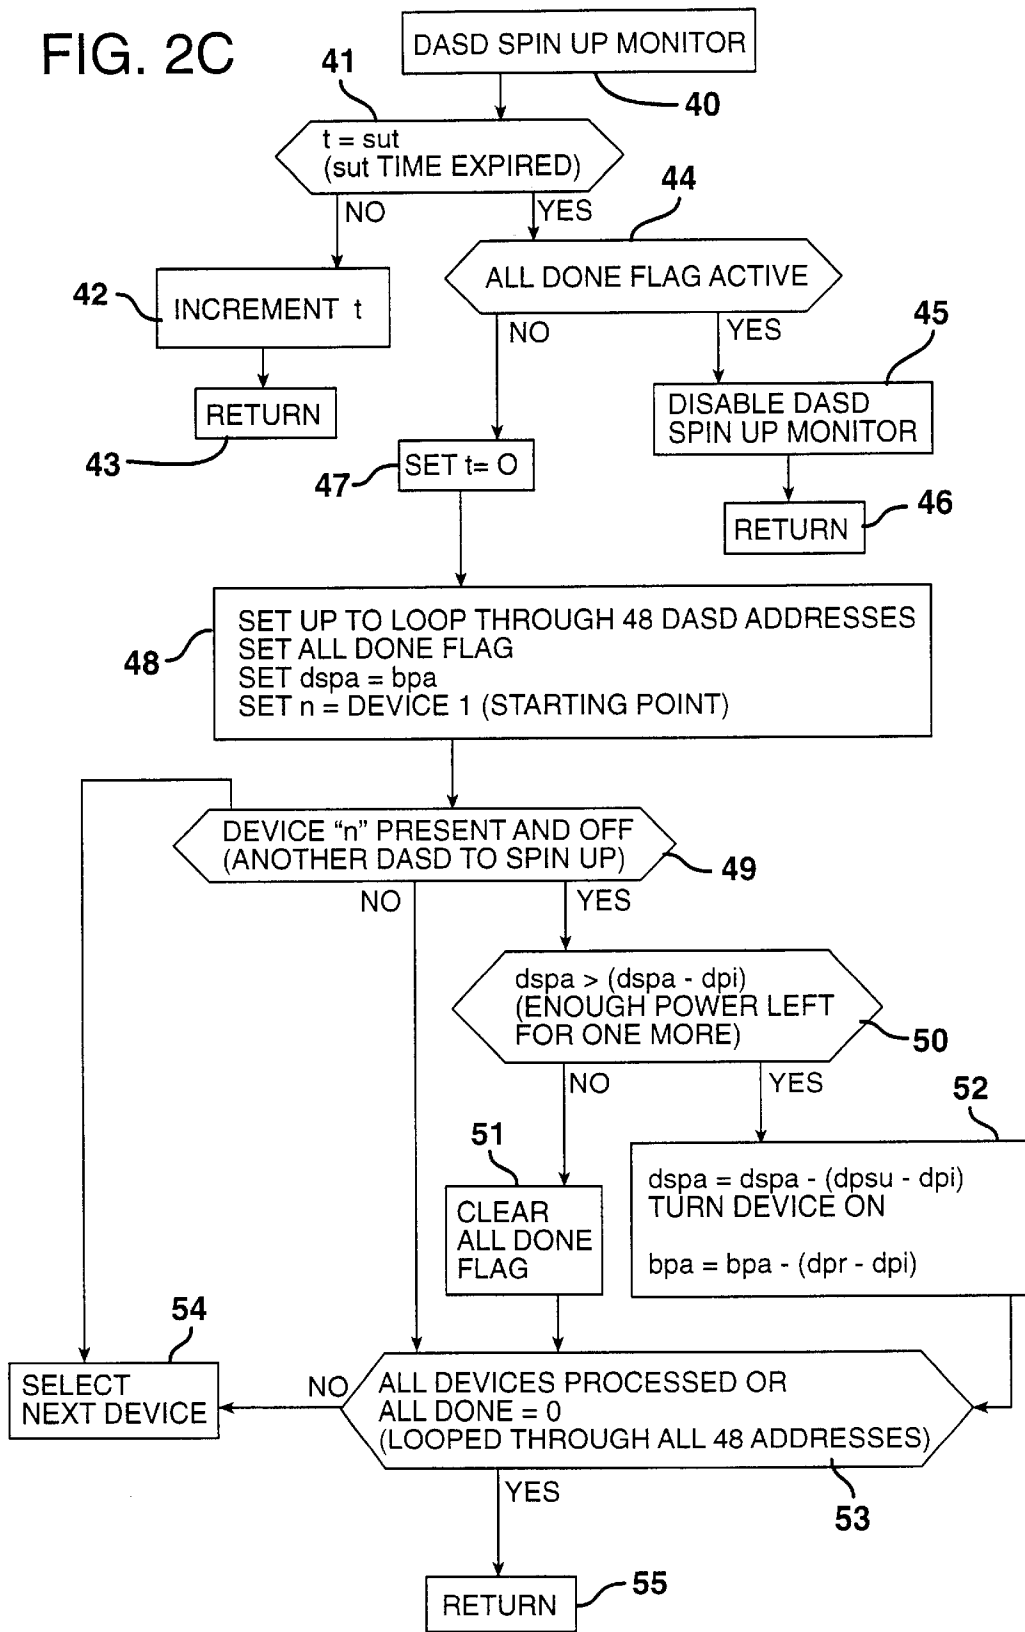 FIG. 2C
DASD SPIN UP MONITOR
40
41
t = sut
(sut TIME EXPIRED)
NO
YES
44
ALL DONE FLAG ACTIVE
42
INCREMENT t
NO
YES
45
RETURN
43
DISABLE DASD
SPIN UP MONITOR
47
SET t= O
46
RETURN
48
SET UP TO LOOP THROUGH 48 DASD ADDRESSES
SET ALL DONE FLAG
SET dspa = bpa
SET n = DEVICE 1 (STARTING POINT)
DEVICE “n” PRESENT AND OFF
(ANOTHER DASD TO SPIN UP)
49
NO
YES
dspa > (dspa - dpi)
(ENOUGH POWER LEFT
FOR ONE MORE)
50
NO
YES
51
CLEAR
ALL DONE
FLAG
52
dspa = dspa - (dpsu - dpi)
TURN DEVICE ON
bpa = bpa - (dpr - dpi)
54
SELECT
NEXT DEVICE
NO
ALL DEVICES PROCESSED OR
ALL DONE = 0
(LOOPED THROUGH ALL 48 ADDRESSES)
53
YES
RETURN
55